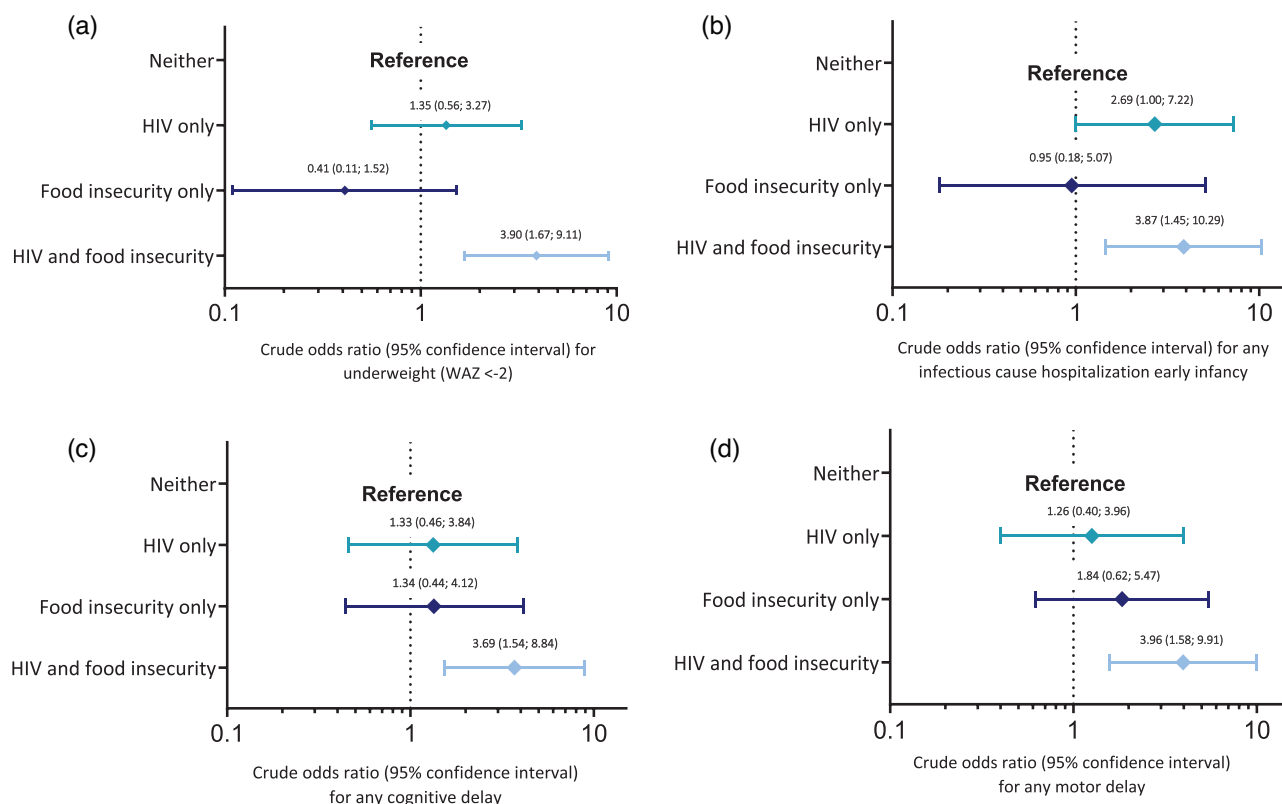 (a)
Neither
Reference
1.35 (0.56; 3.27)
HIV only
0.41 (0.11; 1.52)
Food insecurity only
3.90 (1.67; 9.11)
HIV and food insecurity
0.1 1 10
Crude odds ratio (95% confidence interval) for
underweight (WAZ <-2)
(b)
Neither
Reference
2.69 (1.00; 7.22)
HIV only
0.95 (0.18; 5.07)
Food insecurity only
3.87 (1.45; 10.29)
HIV and food insecurity
0.1 1 10
Crude odds ratio (95% confidence interval) for any
infectious cause hospitalization early infancy
(c)
Neither
Reference
1.33 (0.46; 3.84)
HIV only
1.34 (0.44; 4.12)
Food insecurity only
3.69 (1.54; 8.84)
HIV and food insecurity
0.1 1 10
Crude odds ratio (95% confidence interval)
for any cognitive delay
(d)
Neither
Reference
1.26 (0.40; 3.96)
HIV only
1.84 (0.62; 5.47)
Food insecurity only
3.96 (1.58; 9.91)
HIV and food insecurity
0.1 1 10
Crude odds ratio (95% confidence interval)
for any motor delay